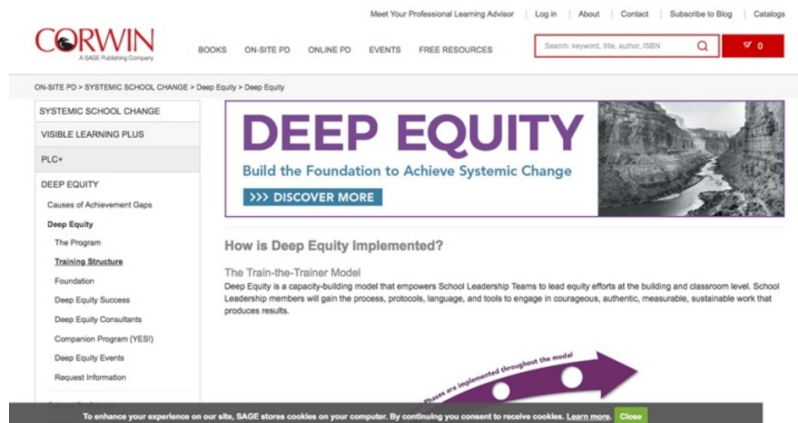 Meet Your Professional Learning Advisor | Log in | About | Contact | Subscribe to Blog | Catalogs
CORWIN
A SAGE Publishing Company
BOOKS ON-SITE PD ONLINE PD EVENTS FREE RESOURCES
Search: keyword, title, author, ISBN
0
ON-SITE PD > SYSTEMIC SCHOOL CHANGE > Deep Equity > Deep Equity
SYSTEMIC SCHOOL CHANGE
VISIBLE LEARNING PLUS
PLC+
DEEP EQUITY
Causes of Achievement Gaps
Deep Equity
The Program
Training Structure
Foundation
Deep Equity Success
Deep Equity Consultants
Companion Program (YES!)
Deep Equity Events
Request Information
DEEP EQUITY
Build the Foundation to Achieve Systemic Change
>>> DISCOVER MORE
How is Deep Equity Implemented?
The Train-the-Trainer Model
Deep Equity is a capacity-building model that empowers School Leadership Teams to lead equity efforts at the building and classroom level. School
Leadership members will gain the process, protocols, language, and tools to engage in courageous, authentic, measurable, sustainable work that
produces results.
Phases are implemented throughout the model
To enhance your experience on our site, SAGE stores cookies on your computer. By continuing you consent to receive cookies. Learn more. Close